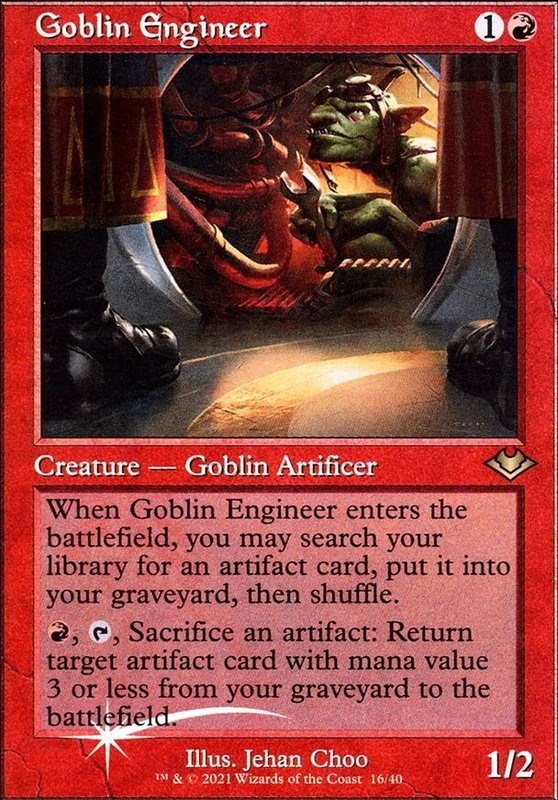 Goblin Engineer 1
Creature — Goblin Artificer
When Goblin Engineer enters the
battlefield, you may search your
library for an artifact card, put it into
your graveyard, then shuffle.
, , Sacrifice an artifact: Return
target artifact card with mana value
3 or less from your graveyard to the
battlefield.
Illus. Jehan Choo
™ & © 2021 Wizards of the Coast 16/40
1/2